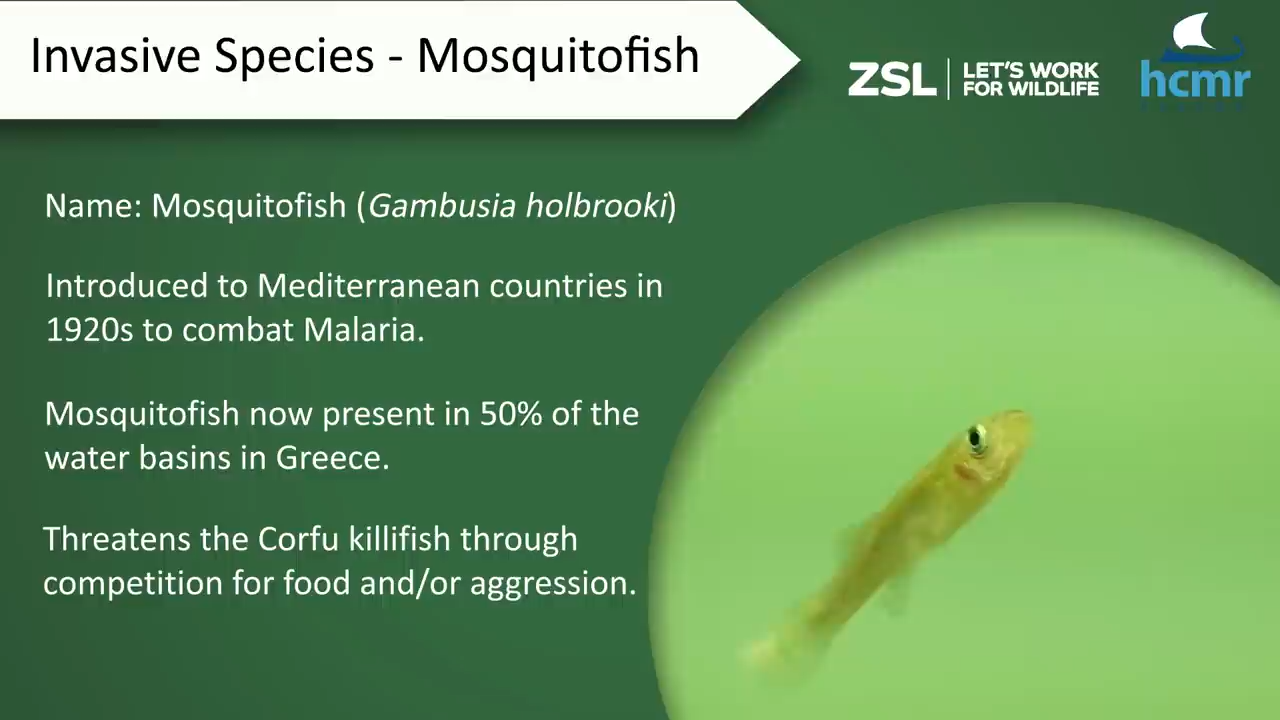 Invasive Species - Mosquitofish
ZSL
LET'S WORK
FOR WILDLIFE
hcmr
Name: Mosquitofish (Gambusia holbrooki)
Introduced to Mediterranean countries in
1920s to combat Malaria.
Mosquitofish now present in 50% of the
water basins in Greece.
Threatens the Corfu killifish through
competition for food and/or aggression.